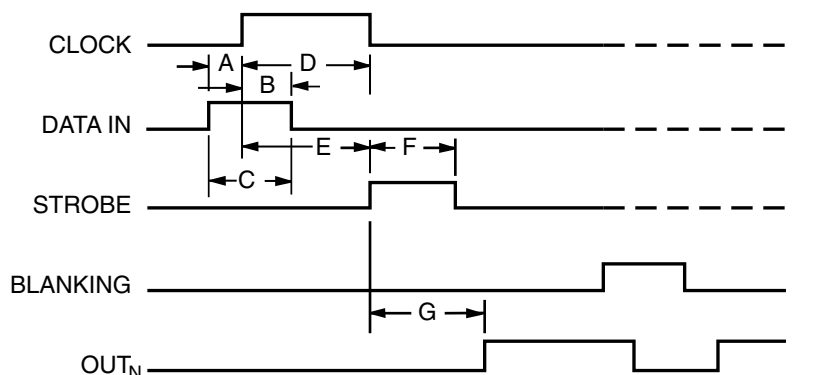 CLOCK
A D
B
DATA IN
E F
C
STROBE
BLANKING
G
OUTN